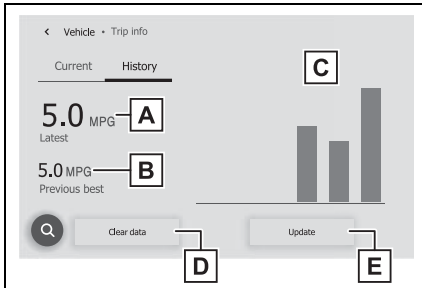 Vehicle • Trip info
Current History
C
5.0 MPG A
Latest
5.0 MPG B
Previous best
Clear data Update
D E